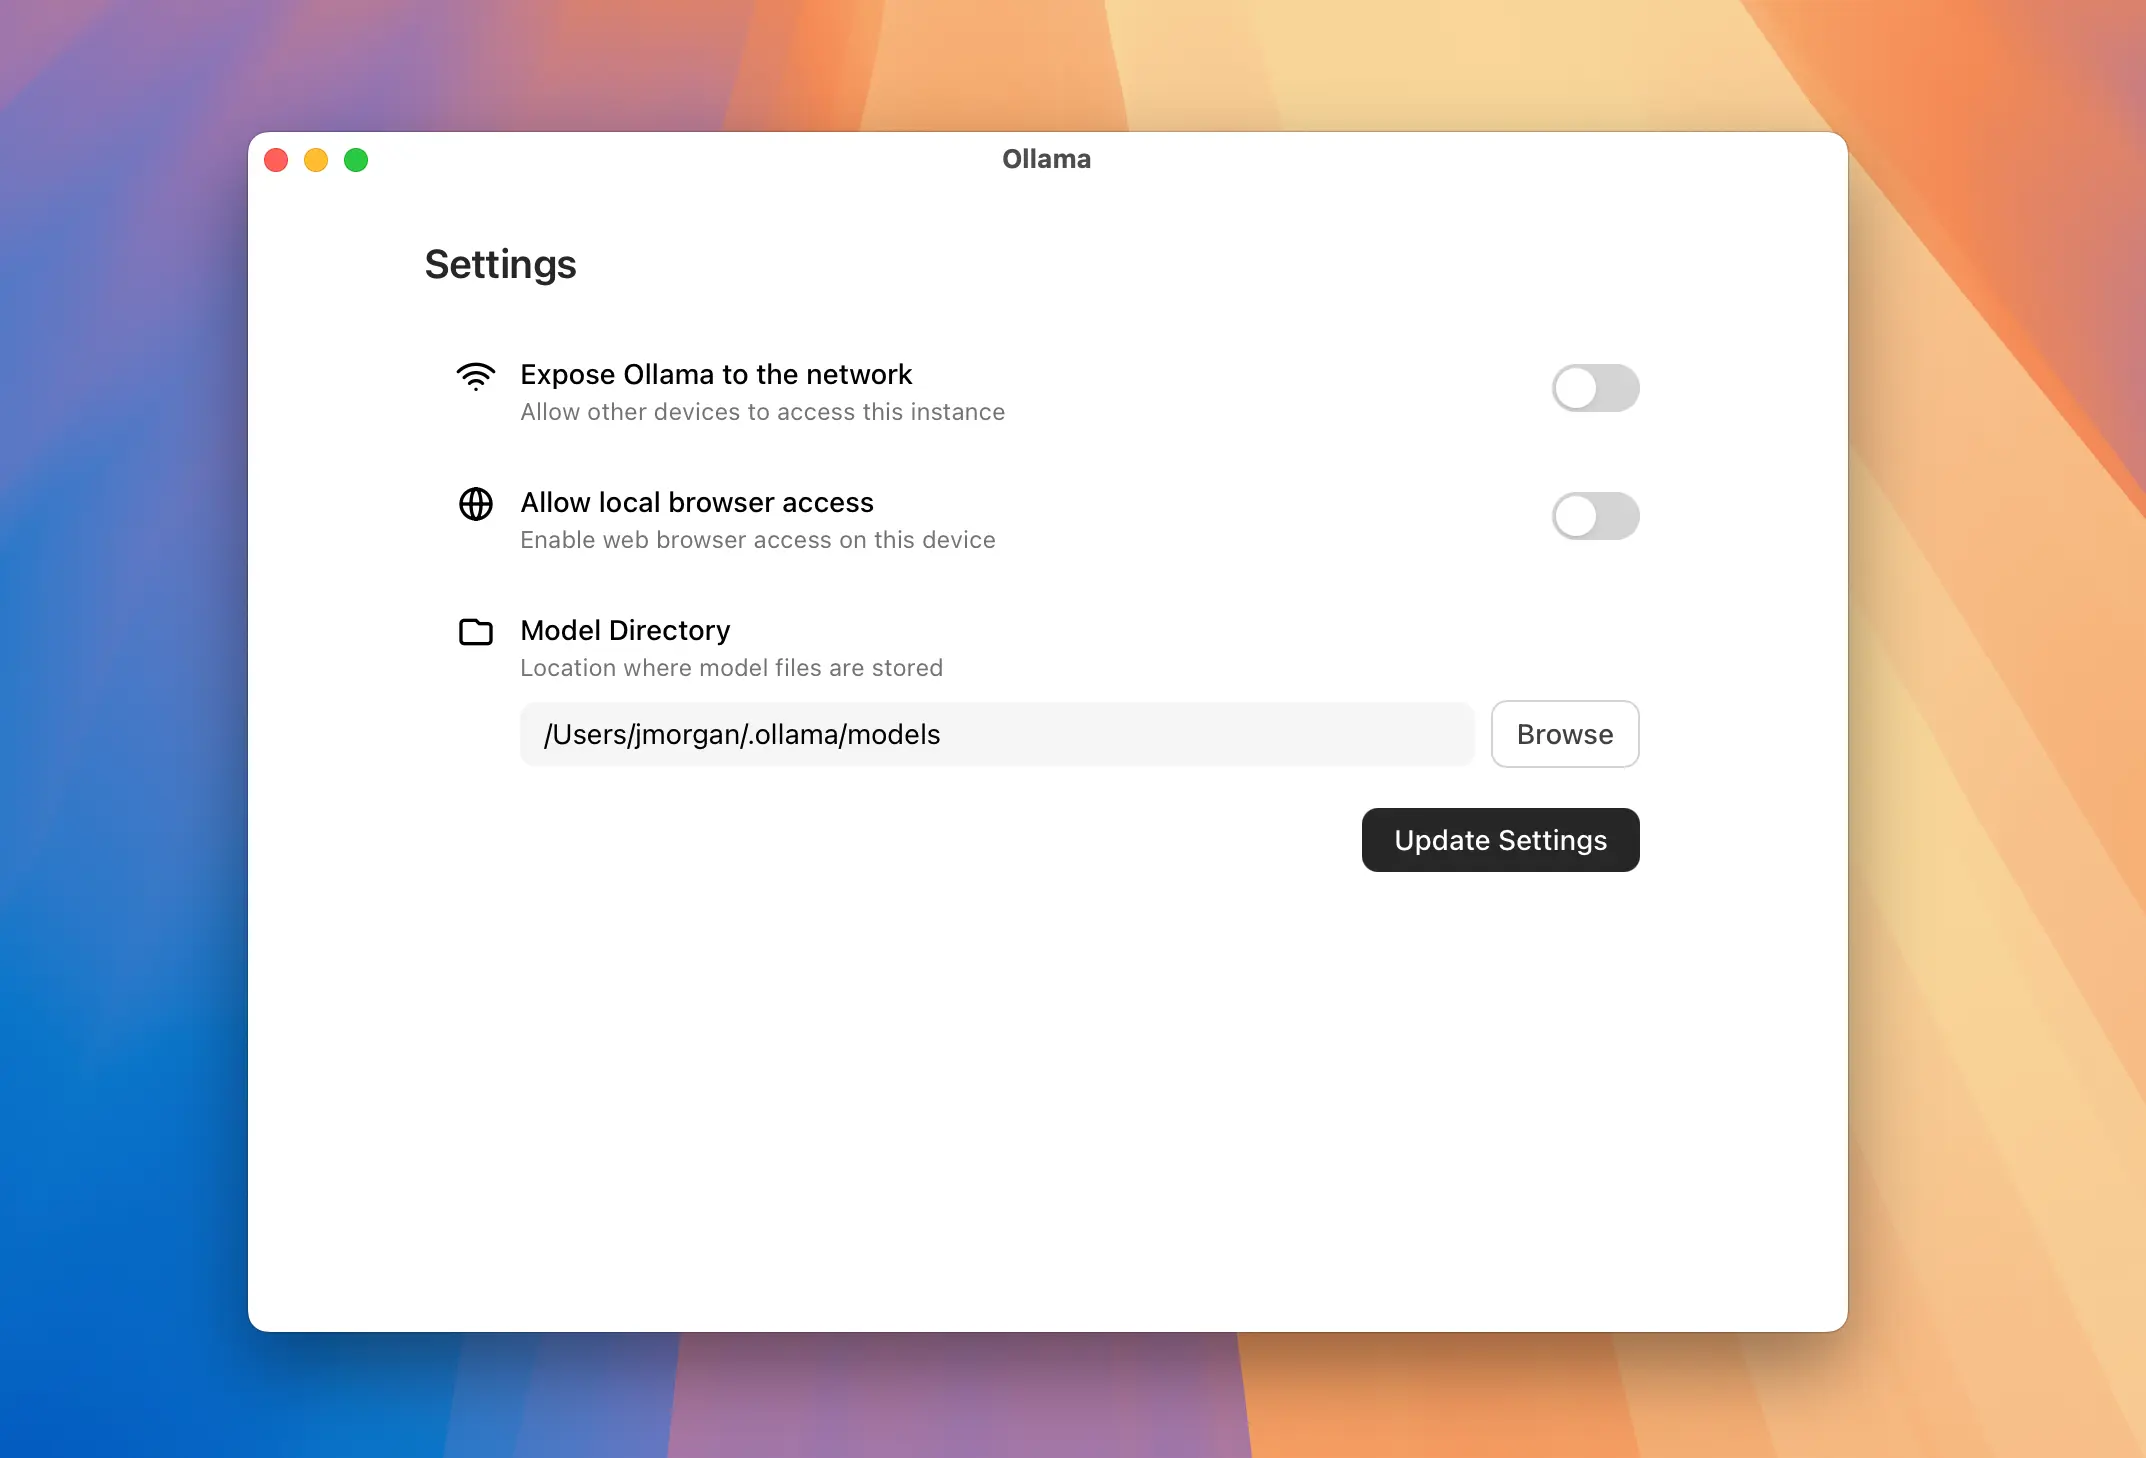 Ollama
Settings
Expose Ollama to the network
Allow other devices to access this instance
Allow local browser access
Enable web browser access on this device
Model Directory
Location where model files are stored
/Users/jmorgan/.ollama/models
Browse
Update Settings